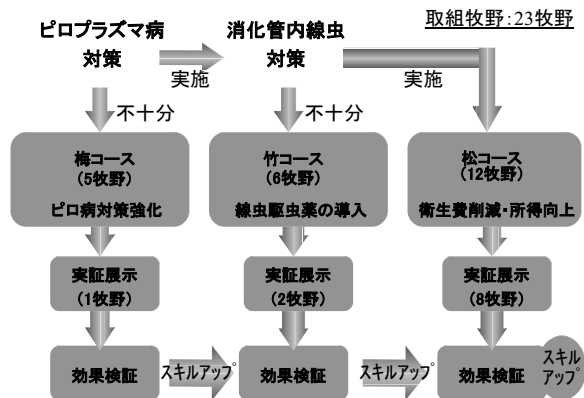 取組牧野:23牧野
ピロプラズマ病
対策
実施
消化管内線虫
対策
実施
不十分
不十分
梅コース
(5牧野)
ピロ病対策強化
竹コース
(6牧野)
線虫駆虫薬の導入
松コース
(12牧野)
衛生費削減・所得向上
実証展示
(1牧野)
実証展示
(2牧野)
実証展示
(8牧野)
効果検証
スキルアップ
効果検証
スキルアップ
効果検証
スキル
アップ